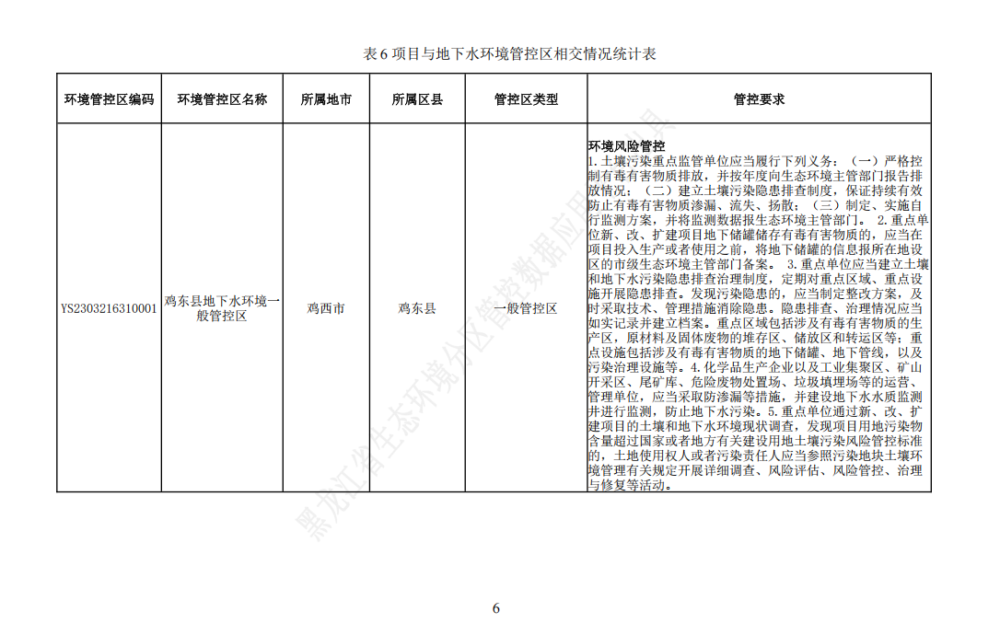 表 6 项目与地下水环境管控区相交情况统计表
环境管控区编码 环境管控区名称 所属地市 所属区县 管控区类型 管控要求
YS2303216310001
鸡东县地下水环境一
般管控区
鸡西市
鸡东县
一般管控区
环境风险管控
1.土壤污染重点监管单位应当履行下列义务：（一）严格控
制有毒有害物质排放，并按年度向生态环境主管部门报告排
放情况；（二）建立土壤污染隐患排查制度，保证持续有效
防止有毒有害物质渗漏、流失、扬散；（三）制定、实施自
行监测方案，并将监测数据报生态环境主管部门。 2.重点单
位新、改、扩建项目地下储罐储存有毒有害物质的，应当在
项目投入生产或者使用之前，将地下储罐的信息报所在地设
区的市级生态环境主管部门备案。 3.重点单位应当建立土壤
和地下水污染隐患排查治理制度，定期对重点区域、重点设
施开展隐患排查。发现污染隐患的，应当制定整改方案，及
时采取技术、管理措施消除隐患。隐患排查、治理情况应当
如实记录并建立档案。重点区域包括涉及有毒有害物质的生
产区，原材料及固体废物的堆存区、储放区和转运区等；重
点设施包括涉及有毒有害物质的地下储罐、地下管线，以及
污染治理设施等。4.化学品生产企业以及工业集聚区、矿山
开采区、尾矿库、危险废物处置场、垃圾填埋场等的运营、
管理单位，应当采取防渗漏等措施，并建设地下水水质监测
井进行监测，防止地下水污染。5.重点单位通过新、改、扩
建项目的土壤和地下水环境现状调查，发现项目用地污染物
含量超过国家或者地方有关建设用地土壤污染风险管控标准
的，土地使用权人或者污染责任人应当参照污染地块土壤环
境管理有关规定开展详细调查、风险评估、风险管控、治理
与修复等活动。
黑龙江省生态环境分区管控数据应用
具
6